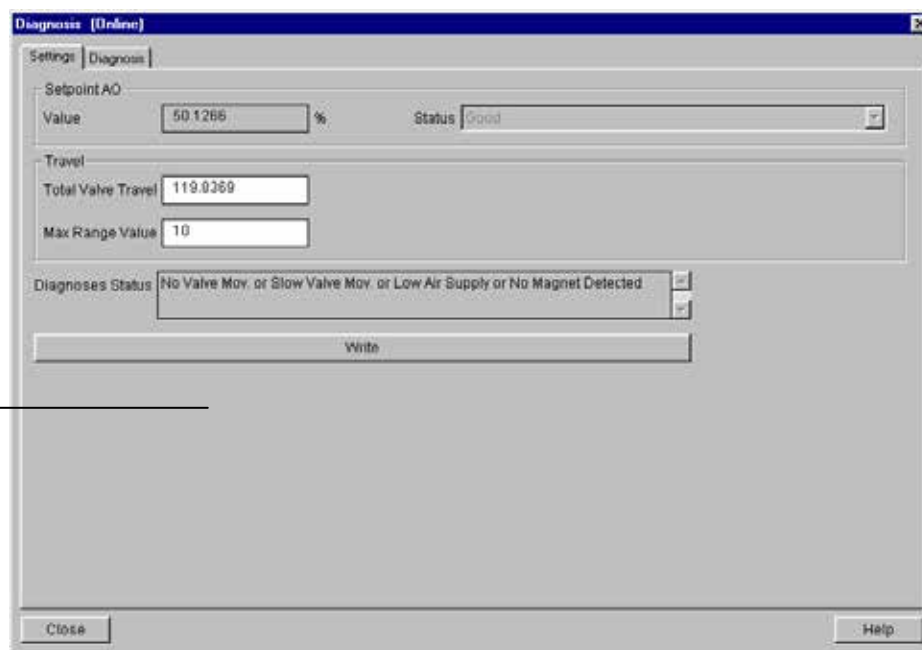 Diagnosis (Online)
Settings Diagnosis
Setpoint AO
Value 50.1266 % Status Good
Travel
Total Valve Travel 119.0369
Max Range Value 10
Diagnoses Status No Valve Mov. or Slow Valve Mov. or Low Air Supply or No Magnet Detected
Write
Close Help